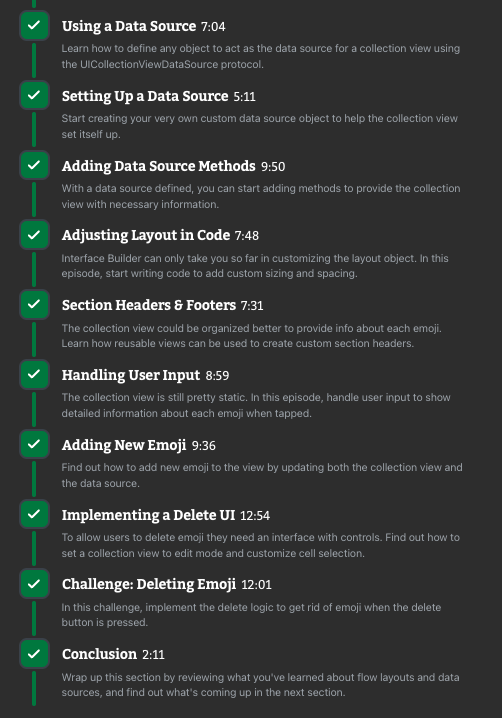 Using a Data Source 7:04
Learn how to define any object to act as the data source for a collection view using
the UICollectionViewDataSource protocol.
Setting Up a Data Source 5:11
Start creating your very own custom data source object to help the collection view
set itself up.
Adding Data Source Methods 9:50
With a data source defined, you can start adding methods to provide the collection
view with necessary information.
Adjusting Layout in Code 7:48
Interface Builder can only take you so far in customizing the layout object. In this
episode, start writing code to add custom sizing and spacing.
Section Headers & Footers 7:31
The collection view could be organized better to provide info about each emoji.
Learn how reusable views can be used to create custom section headers.
Handling User Input 8:59
The collection view is still pretty static. In this episode, handle user input to show
detailed information about each emoji when tapped.
Adding New Emoji 9:36
Find out how to add new emoji to the view by updating both the collection view and
the data source.
Implementing a Delete UI 12:54
To allow users to delete emoji they need an interface with controls. Find out how to
set a collection view to edit mode and customize cell selection.
Challenge: Deleting Emoji 12:01
In this challenge, implement the delete logic to get rid of emoji when the delete
button is pressed.
Conclusion 2:11
Wrap up this section by reviewing what you've learned about flow layouts and data
sources, and find out what's coming up in the next section.